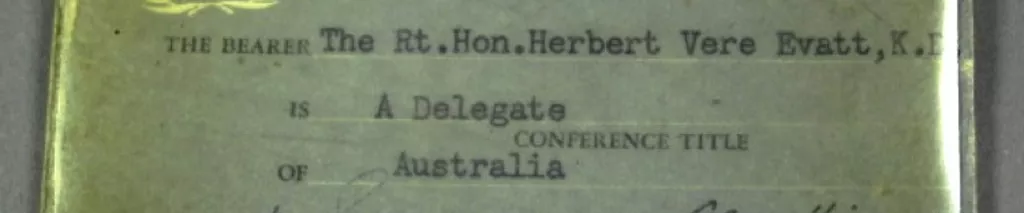 THE BEARER The Rt.Hon.Herbert Vere Evatt,K.
IS A Delegate
CONFERENCE TITLE
OF Australia